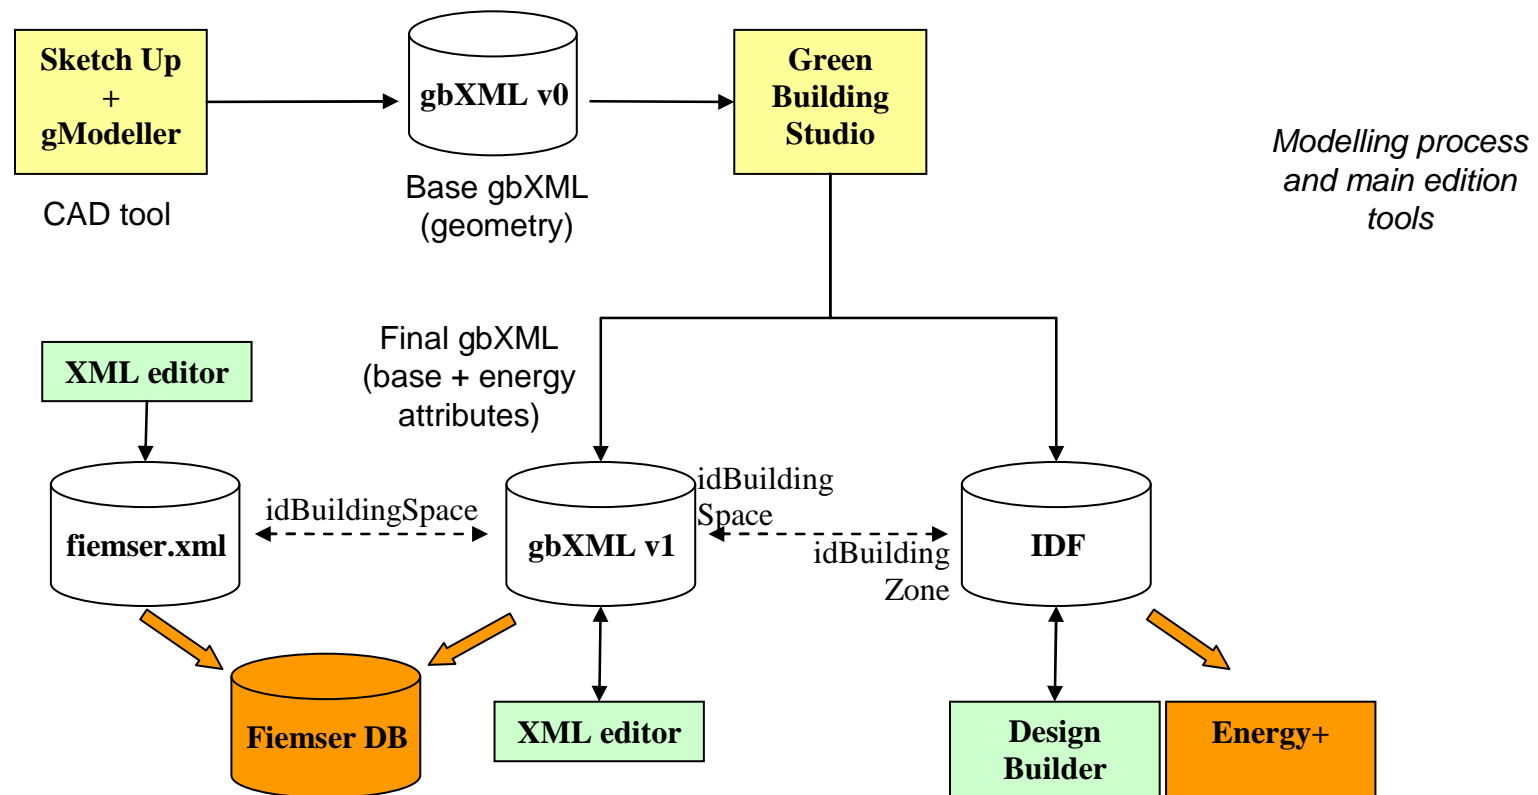 Sketch Up
+
gModeller
CAD tool
gbXML v0
Base gbXML
(geometry)
Green
Building
Studio
Modelling process
and main edition
tools
XML editor
Final gbXML
(base + energy
attributes)
fiemser.xml
idBuildingSpace
gbXML v1
idBuilding
Space
idBuilding
Zone
IDF
Fiemser DB
XML editor
Design
Builder
Energy+